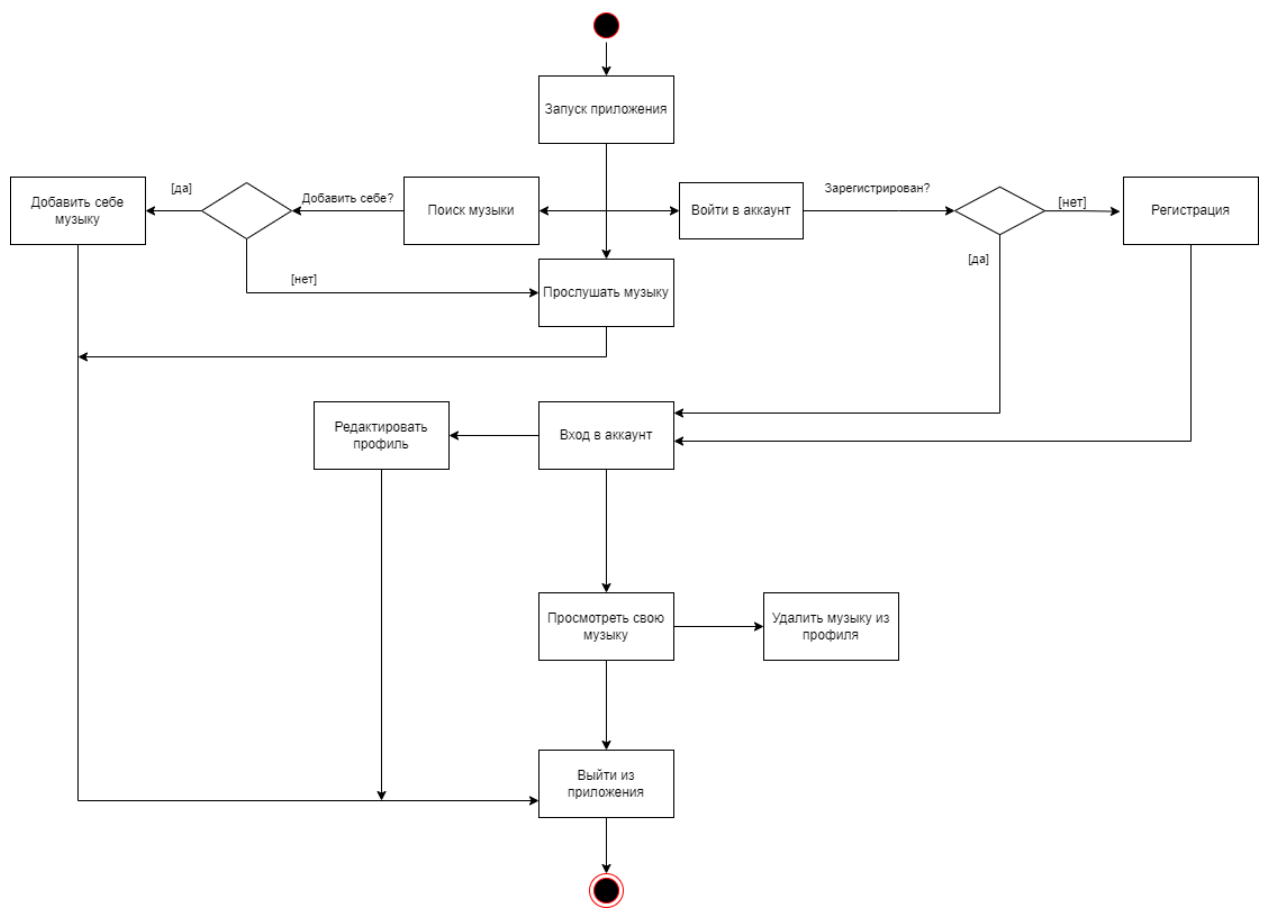 Запуск приложения
Добавить себе
музыку
[да]
Добавить себе?
Поиск музыки
Войти в аккаунт
Зарегистрирован?
[нет]
Регистрация
[да]
[нет]
Прослушать музыку
Редактировать
профиль
Вход в аккаунт
Просмотреть свою
музыку
Удалить музыку из
профиля
Выйти из
приложения